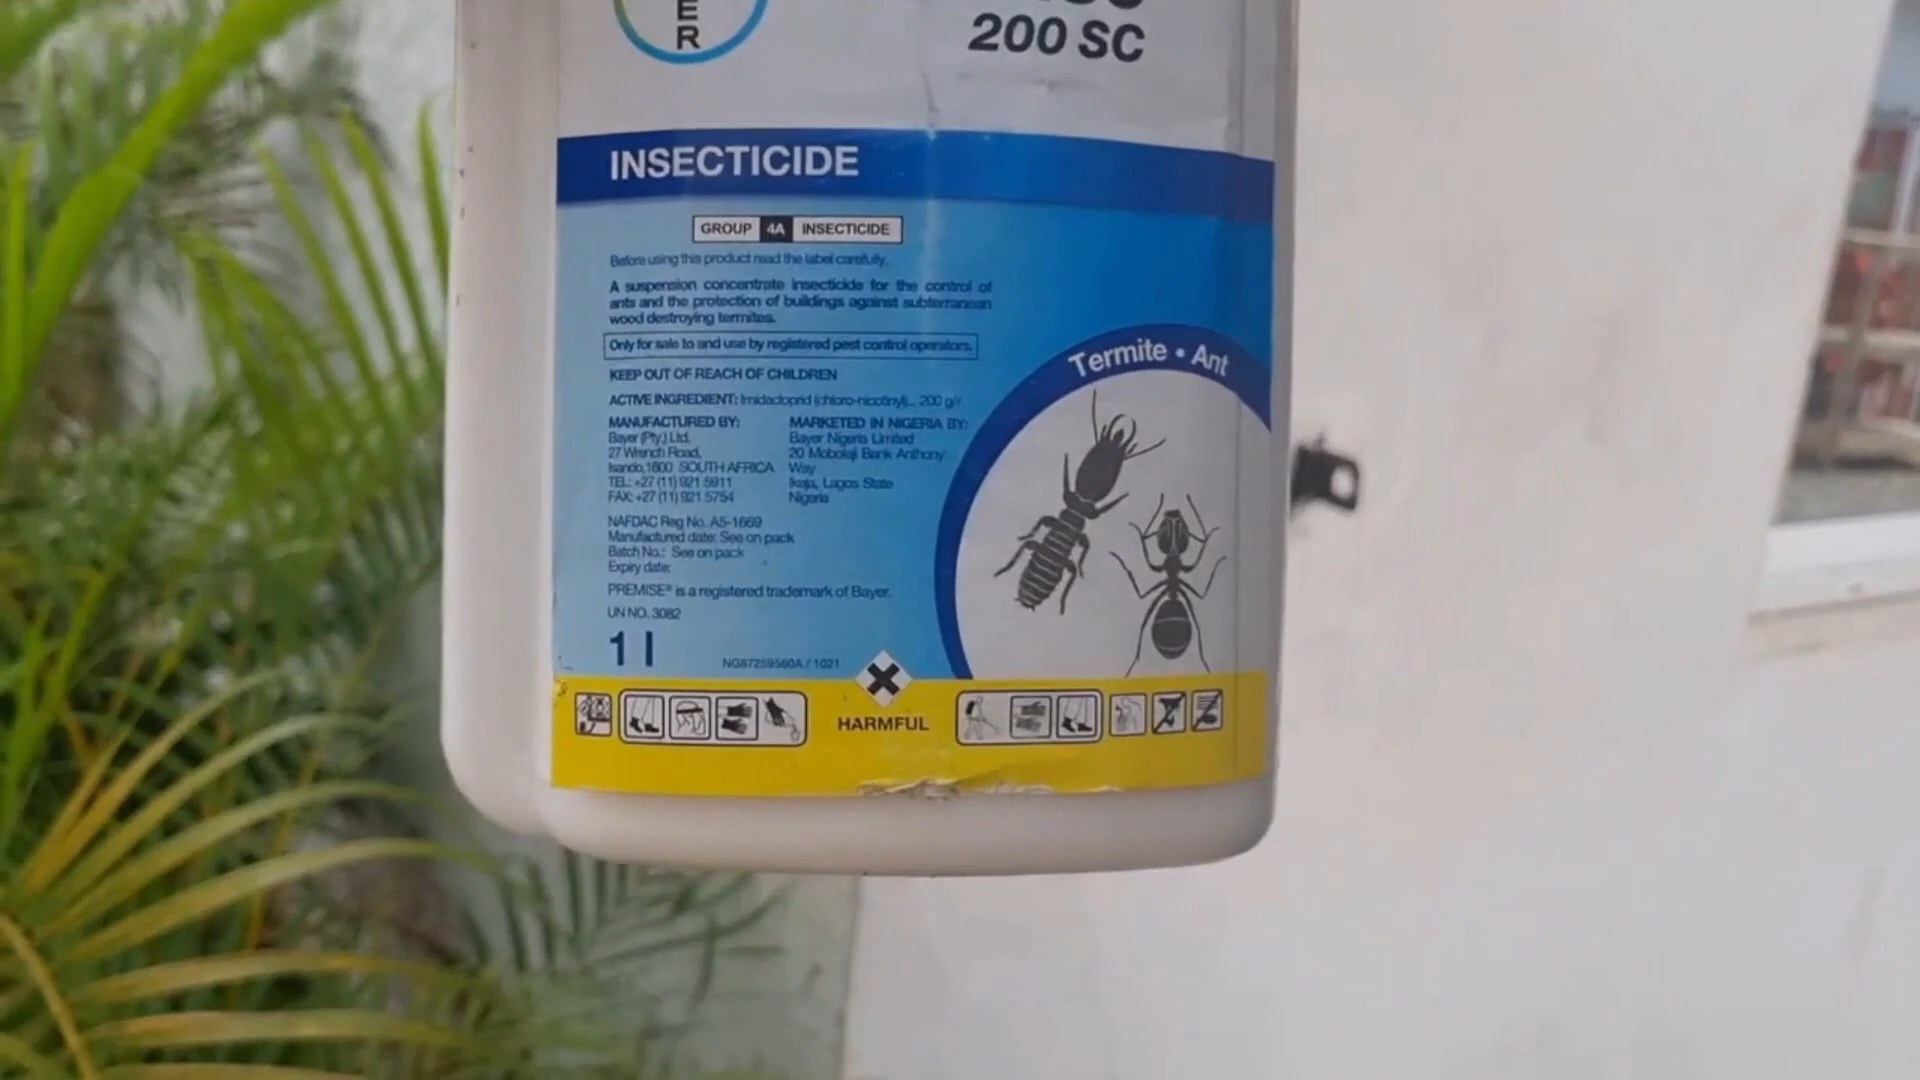 E
R
200 SC
INSECTICIDE
GROUP 4A INSECTICIDE
Before using this product read the label carefully.
A suspension concentrate insecticide for the control of
ants and the protection of buildings against subterranean
wood destroying termites.
Only for sale to and use by registered pest control operators.
KEEP OUT OF REACH OF CHILDREN
ACTIVE INGREDIENT: Imidacloprid (chloro-nicotinyl)... 200 g/l
MANUFACTURED BY:
Bayer (Pty.) Ltd.
27 Wrench Road,
Isando,1600 SOUTH AFRICA
TEL: +27 (11) 921 5911
FAX: +27 (11) 921 5754
MARKETED IN NIGERIA BY:
Bayer Nigeria Limited
20 Mobolaji Bank Anthony
Way
Ikeja, Lagos State
Nigeria
NAFDAC Reg No. A5-1669
Manufactured date: See on pack
Batch No.: See on pack
Expiry date:
PREMISE® is a registered trademark of Bayer.
UN NO. 3082
1 l
NG87259560A / 1021
Termite • Ant
HARMFUL